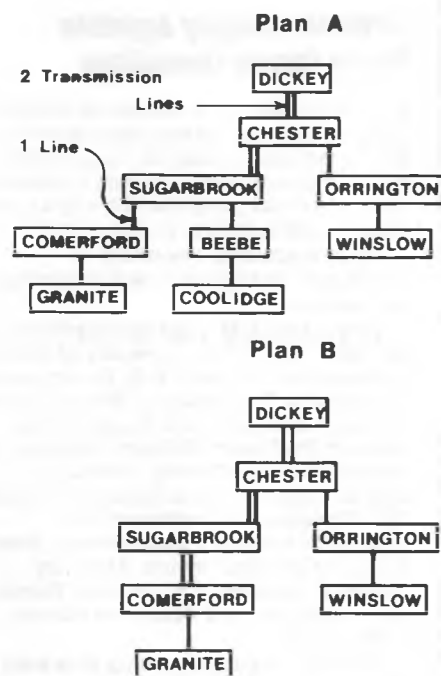 Plan A
2 Transmission
Lines
DICKEY
CHESTER
1 Line
SUGARBROOK
ORRINGTON
COMERFORD
BEEBE
WINSLOW
GRANITE
COOLIDGE
Plan B
DICKEY
CHESTER
SUGARBROOK
ORRINGTON
COMERFORD
WINSLOW
GRANITE